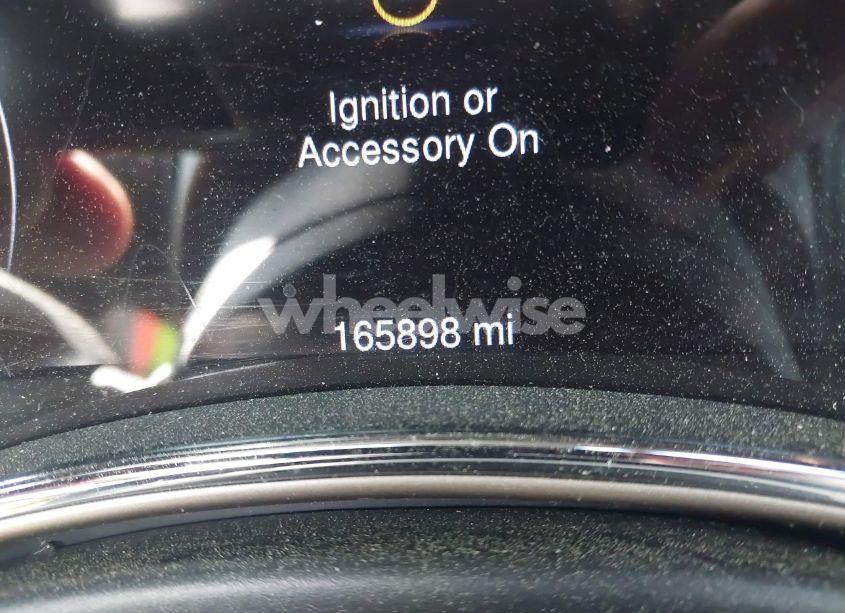 Ignition or
Accessory On
wheelwise
165898 mi